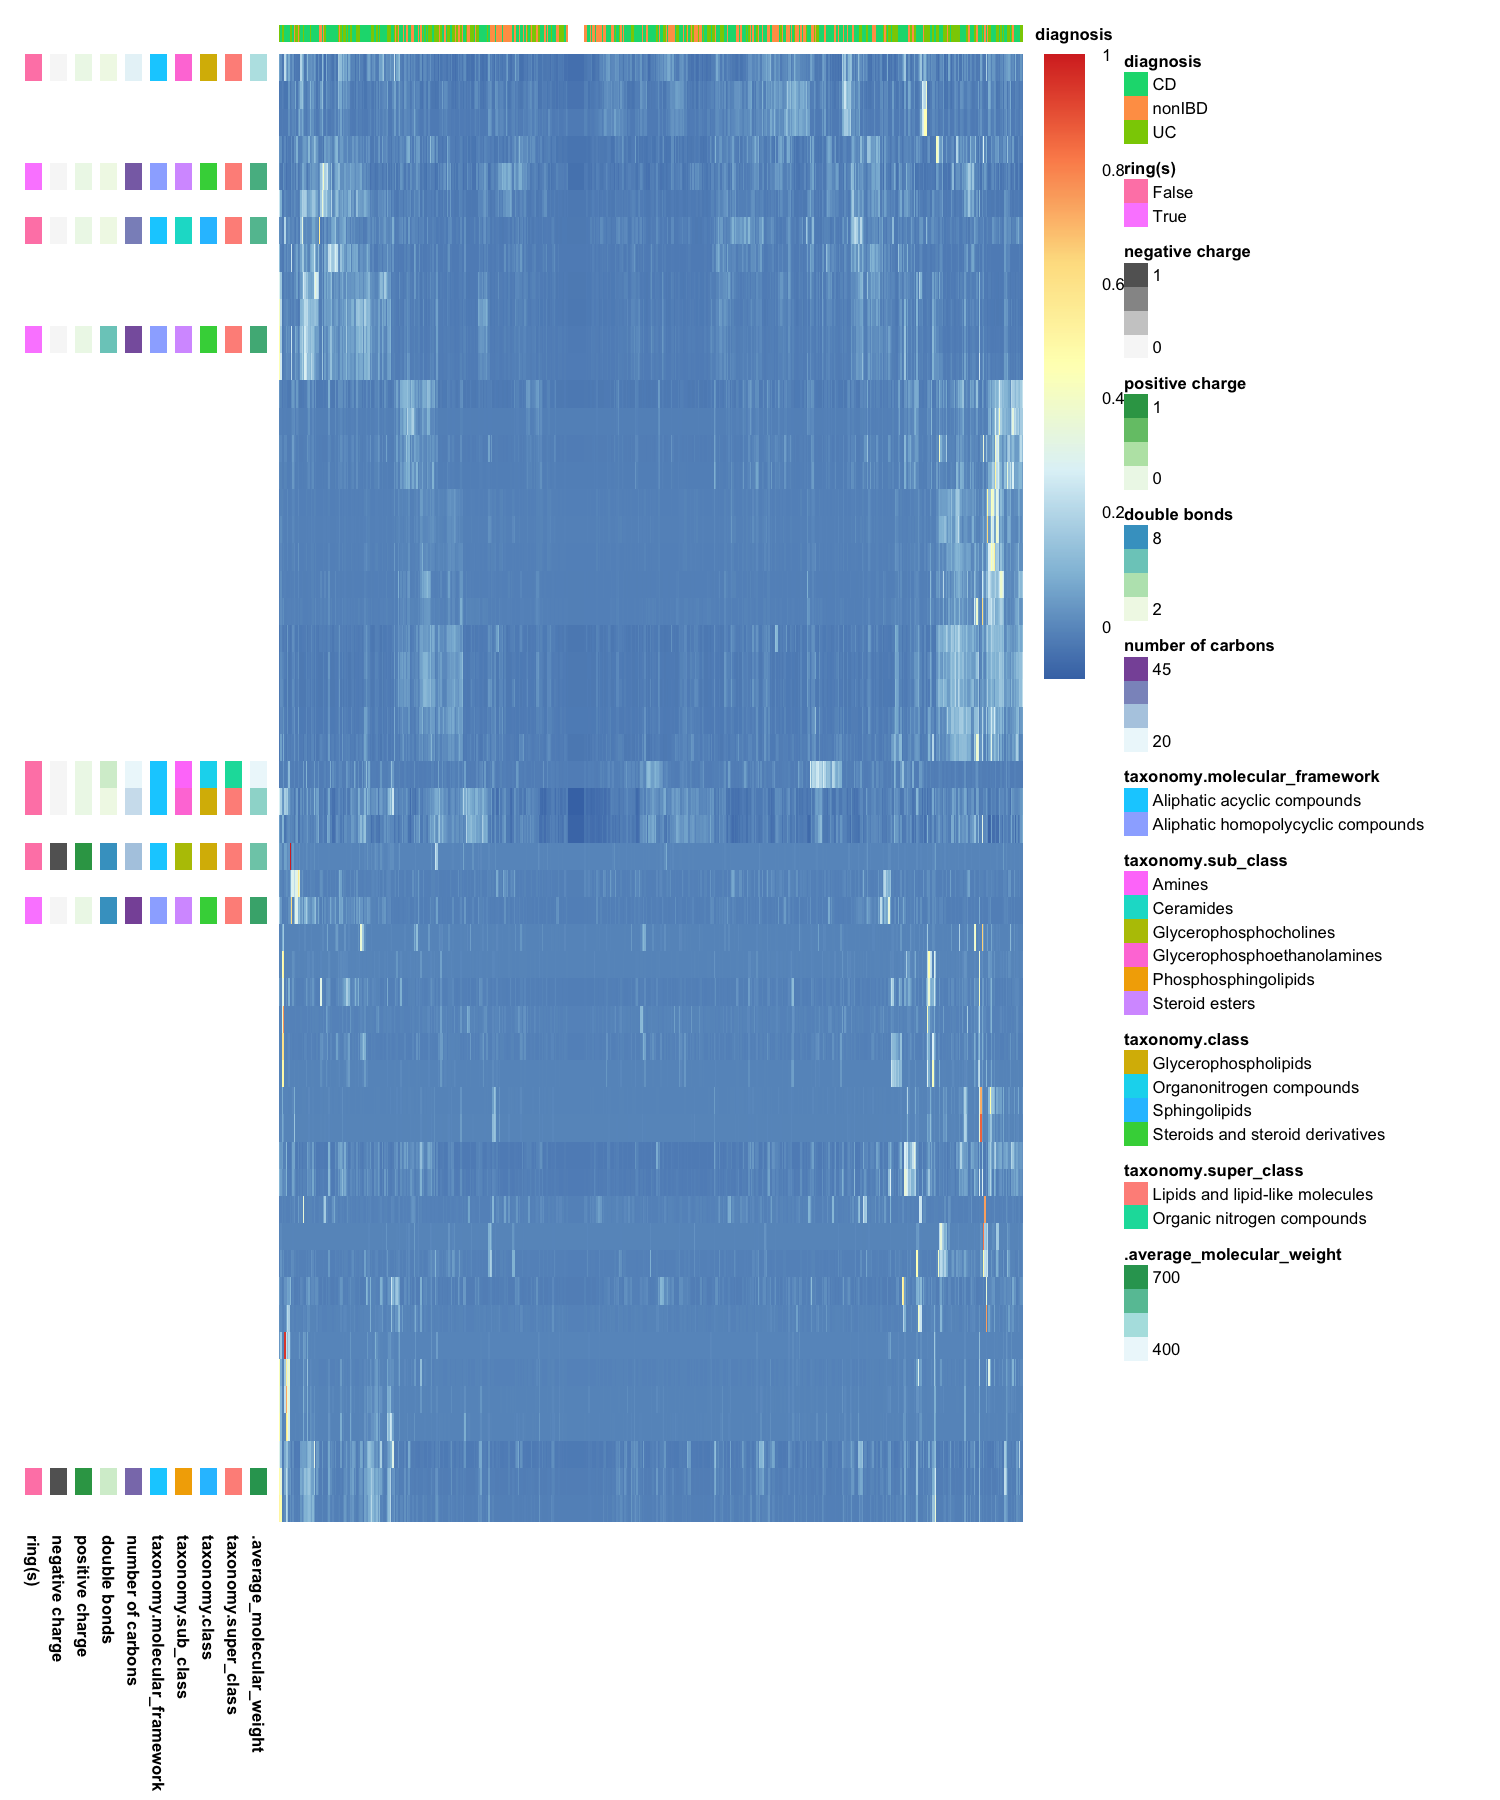 diagnosis
1
0.8
0.6
0.4
0.2
0
diagnosis
CD
nonIBD
UC
ring(s)
False
True
negative charge
1
0
positive charge
1
0
double bonds
8
2
number of carbons
45
20
taxonomy.molecular_framework
Aliphatic acyclic compounds
Aliphatic homopolycyclic compounds
taxonomy.sub_class
Amines
Ceramides
Glycerophosphocholines
Glycerophosphoethanolamines
Phosphosphingolipids
Steroid esters
taxonomy.class
Glycerophospholipids
Organonitrogen compounds
Sphingolipids
Steroids and steroid derivatives
taxonomy.super_class
Lipids and lipid-like molecules
Organic nitrogen compounds
.average_molecular_weight
700
400
ring(s)
negative charge
positive charge
double bonds
number of carbons
taxonomy.molecular_framework
taxonomy.sub_class
taxonomy.class
taxonomy.super_class
.average_molecular_weight